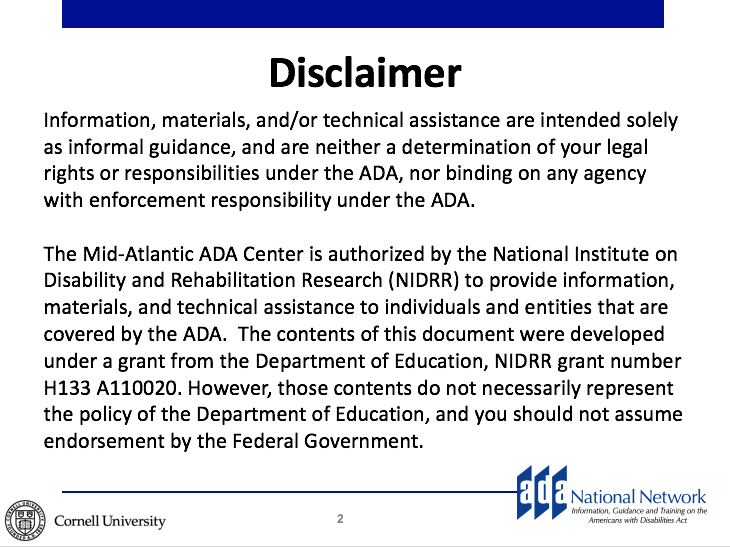 Disclaimer
Information, materials, and/or technical assistance are intended solely
as informal guidance, and are neither a determination of your legal
rights or responsibilities under the ADA, nor binding on any agency
with enforcement responsibility under the ADA.
The Mid-Atlantic ADA Center is authorized by the National Institute on
Disability and Rehabilitation Research (NIDRR) to provide information,
materials, and technical assistance to individuals and entities that are
covered by the ADA.  The contents of this document were developed
under a grant from the Department of Education, NIDRR grant number
H133 A110020. However, those contents do not necessarily represent
the policy of the Department of Education, and you should not assume
endorsement by the Federal Government.
Cornell University
2
ada National Network
Information, Guidance and Training on the
Americans with Disabilities Act